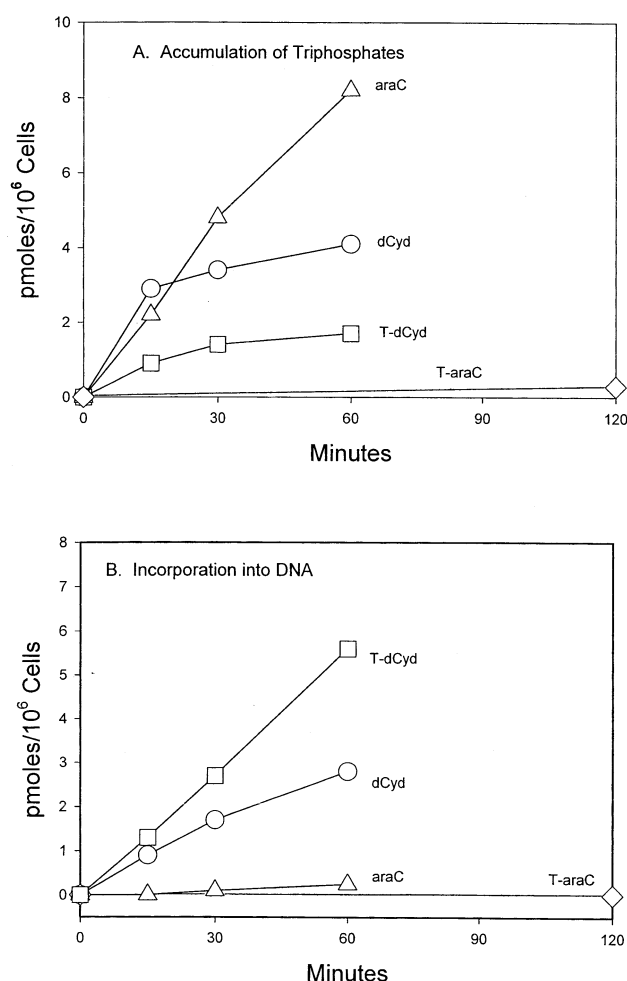 A. Accumulation of Triphosphates
10
8
6
4
2
0
pmoles/10⁶ Cells
araC
dCyd
T-dCyd
T-araC
0 30 60 90 120
Minutes
B. Incorporation into DNA
8
7
6
5
4
3
2
1
0
pmoles/10⁶ Cells
T-dCyd
dCyd
araC
T-araC
0 30 60 90 120
Minutes